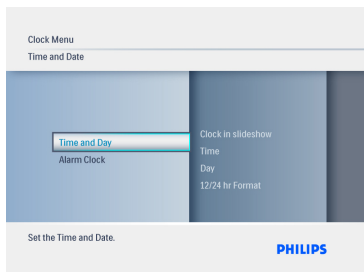 Clock Menu
Time and Date
Time and Day
Alarm Clock
Clock in slideshow
Time
Day
12/24 hr Format
Set the Time and Date.
PHILIPS